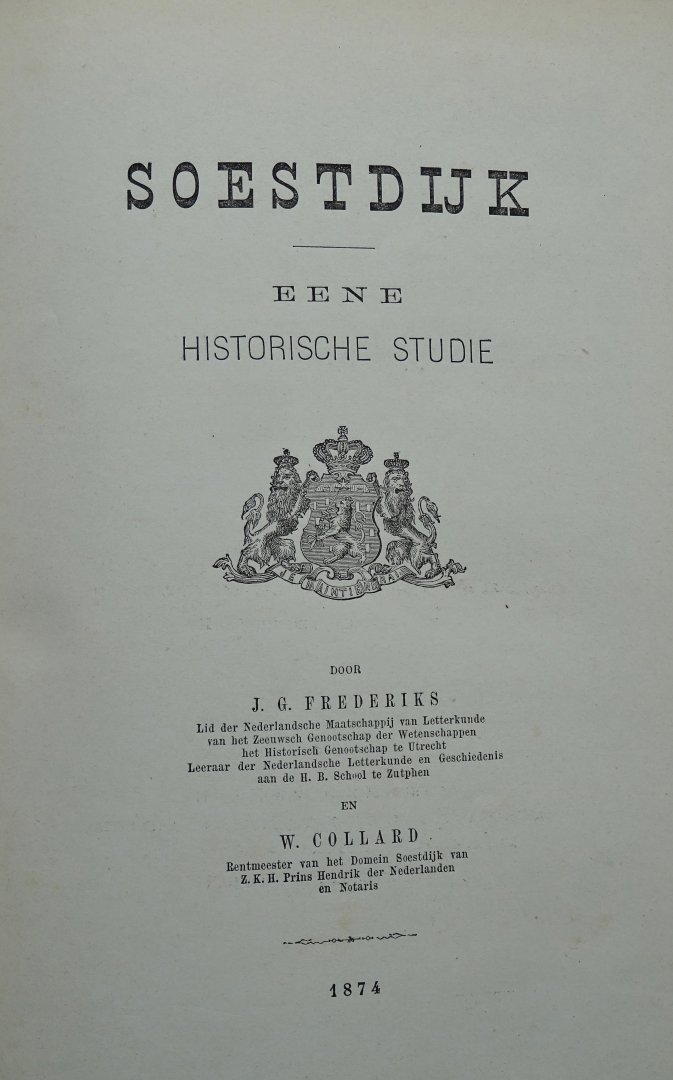 SOESTDIJK
EENE
HISTORISCHE STUDIE
JE MAINTIENDRAI
DOOR
J. G. FREDERIKS
Lid der Nederlandsche Maatschappij van Letterkunde
van het Zeeuwsch Genootschap der Wetenschappen
het Historisch Genootschap te Utrecht
Leeraar der Nederlandsche Letterkunde en Geschiedenis
aan de H. B. School te Zutphen
EN
W. COLLARD
Rentmeester van het Domein Soestdijk van
Z. K. H. Prins Hendrik der Nederlanden
en Notaris
1874